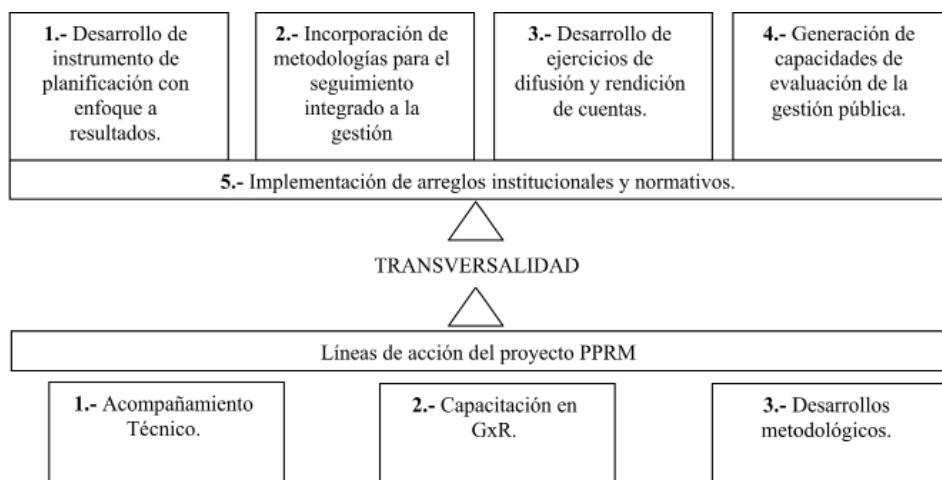 1.- Desarrollo de
instrumento de
planificación con
enfoque a
resultados.
2.- Incorporación de
metodologías para el
seguimiento
integrado a la
gestión
3.- Desarrollo de
ejercicios de
difusión y rendición
de cuentas.
4.- Generación de
capacidades de
evaluación de la
gestión pública.
5.- Implementación de arreglos institucionales y normativos.
TRANSVERSALIDAD
Líneas de acción del proyecto PPRM
1.- Acompañamiento
Técnico.
2.- Capacitación en
GxR.
3.- Desarrollos
metodológicos.